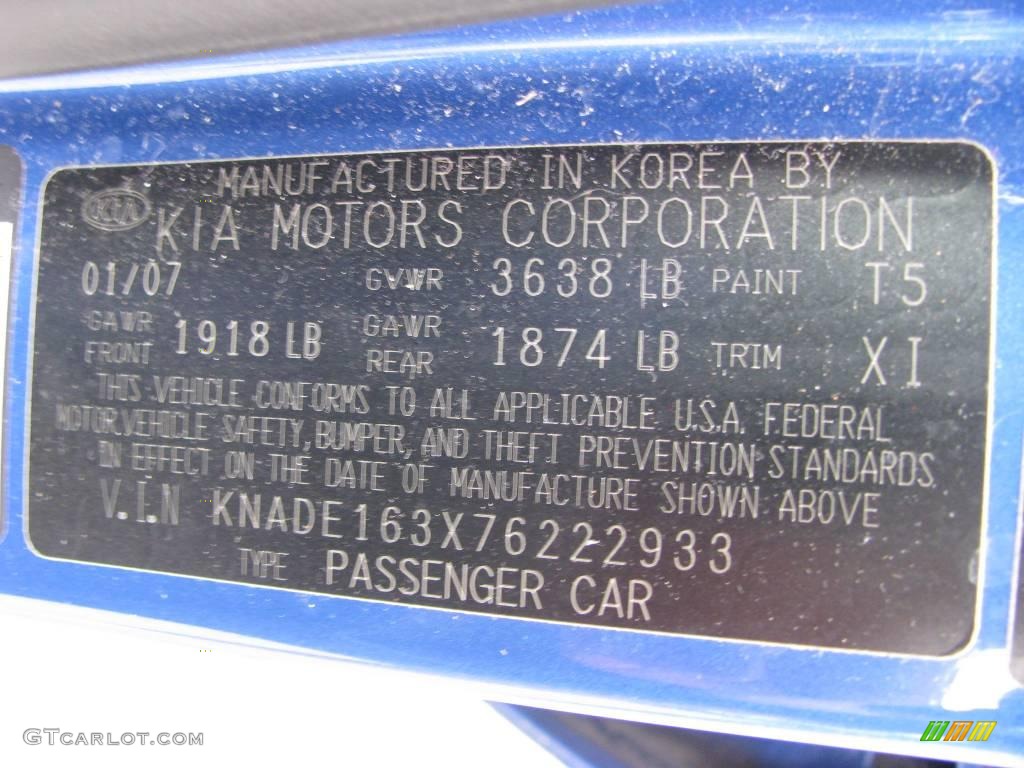 MANUFACTURED IN KOREA BY
KIA KIA MOTORS CORPORATION
01/07 GVWR 3638 LB PAINT T5
GAWR FRONT 1918 LB GAWR REAR 1874 LB TRIM XI
THIS VEHICLE CONFORMS TO ALL APPLICABLE U.S.A. FEDERAL
MOTOR VEHICLE SAFETY, BUMPER, AND THEFT PREVENTION STANDARDS
IN EFFECT ON THE DATE OF MANUFACTURE SHOWN ABOVE
V.I.N KNADE163X76222933
TYPE PASSENGER CAR
GTCARLOT.COM